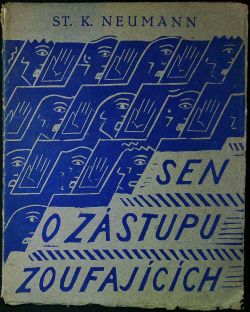 ST. K. NEUMANN
SEN
O ZÁSTUPU
ZOUFAJÍCÍCH